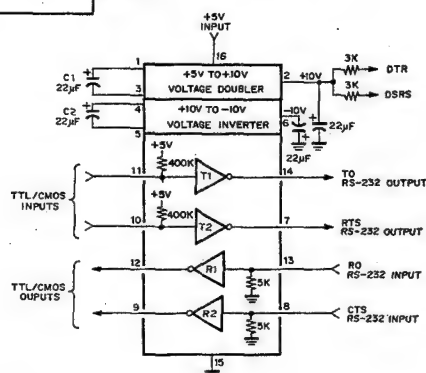 +5V
INPUT
16
1
C1
+
22µF
3
+5V TO+10V
VOLTAGE DOUBLER
2
+10V
3K
DTR
3K
DSRS
C2
+
22µF
4
+10V TO -10V
VOLTAGE INVERTER
-10V
6
+
22µF
+
22µF
5
+5V
400K
11
T1
14
TO
RS-232 OUTPUT
TTL/CMOS
INPUTS
+5V
400K
10
T2
7
RTS
RS-232 OUTPUT
12
R1
13
RO
RS-232 INPUT
5K
TTL/CMOS
OUPUTS
9
R2
8
CTS
RS-232 INPUT
5K
15